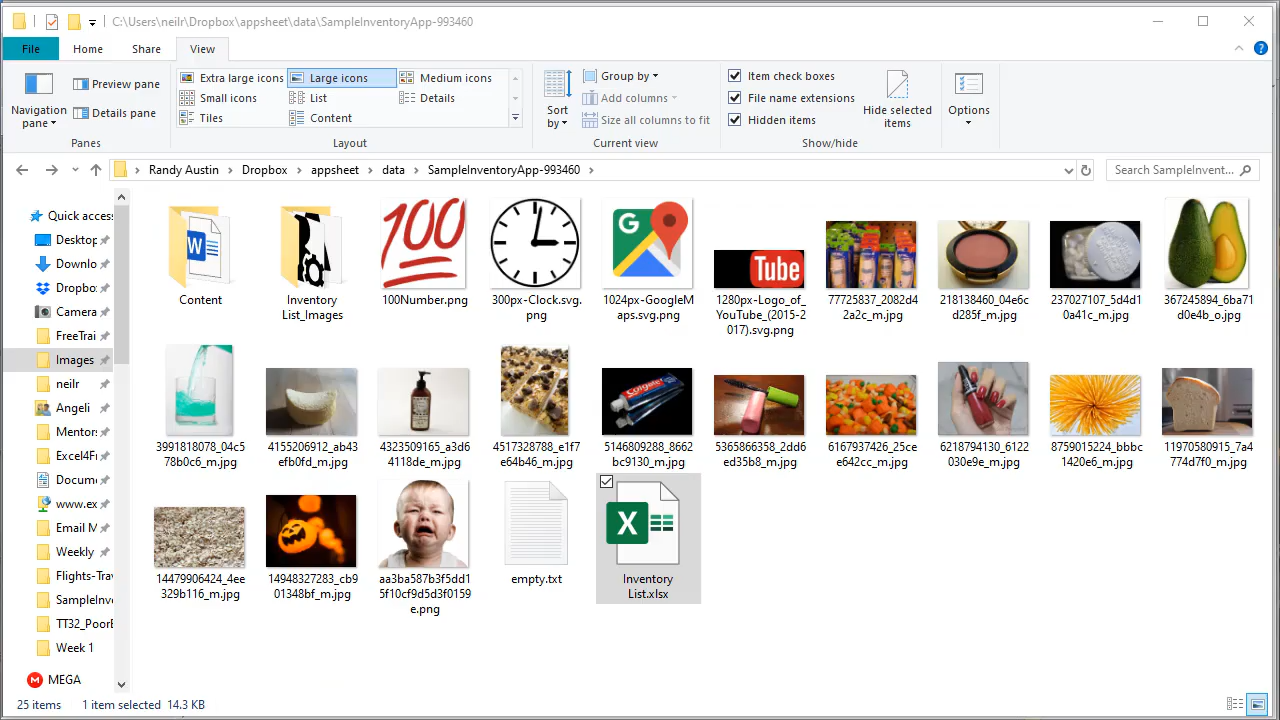 C:\Users\neilr\Dropbox\appsheet\data\SampleInventoryApp-993460
File Home Share View
Navigation pane
Preview pane
Details pane
Panes
Extra large icons Large icons Medium icons
Small icons List Details
Tiles Content
Layout
Sort by
Group by
Add columns
Size all columns to fit
Current view
Item check boxes
File name extensions
Hidden items
Hide selected items
Show/hide
Options
Randy Austin > Dropbox > appsheet > data > SampleInventoryApp-993460 >
Search SampleInvent...
Quick acces
Desktop
Downlo
Dropbo
Camera
FreeTrai
Images
neilr
Angeli
Mentor
Excel4Fr
Docume
www.ex
Email M
Weekly
Flights-Tra
SampleInv
TT32_PoorE
Week 1
MEGA
Content
Inventory
List_Images
100Number.png
300px-Clock.svg.
png
1024px-GoogleM
aps.svg.png
1280px-Logo_of_
YouTube_(2015-2
017).svg.png
77725837_2082d4
2a2c_m.jpg
218138460_04e6c
d285f_m.jpg
237027107_5d4d1
0a41c_m.jpg
367245894_6ba71
d0e4b_o.jpg
3991818078_04c5
78b0c6_m.jpg
4155206912_ab43
efb0fd_m.jpg
4323509165_a3d6
4118de_m.jpg
4517328788_e1f7
e64b46_m.jpg
5146809288_8662
bc9130_m.jpg
5365866358_2dd6
ed35b8_m.jpg
6167937426_25ce
e642cc_m.jpg
6218794130_6122
030e9e_m.jpg
8759015224_bbbc
1420e6_m.jpg
11970580915_7a4
774d7f0_m.jpg
14479906424_4ee
329b116_m.jpg
14948327283_cb9
01348bf_m.jpg
aa3ba587b3f5dd1
5f10cf9d5d3f0159
e.png
empty.txt
Inventory
List.xlsx
W
100
G
Tube
Colgate
X
25 items 1 item selected 14.3 KB